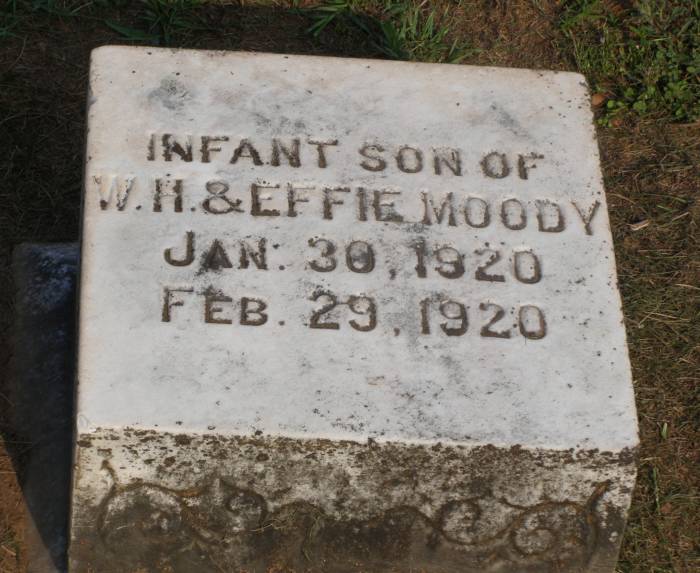 INFANT SON OF
W. H. & EFFIE MOODY
JAN. 30, 1920
FEB. 29, 1920